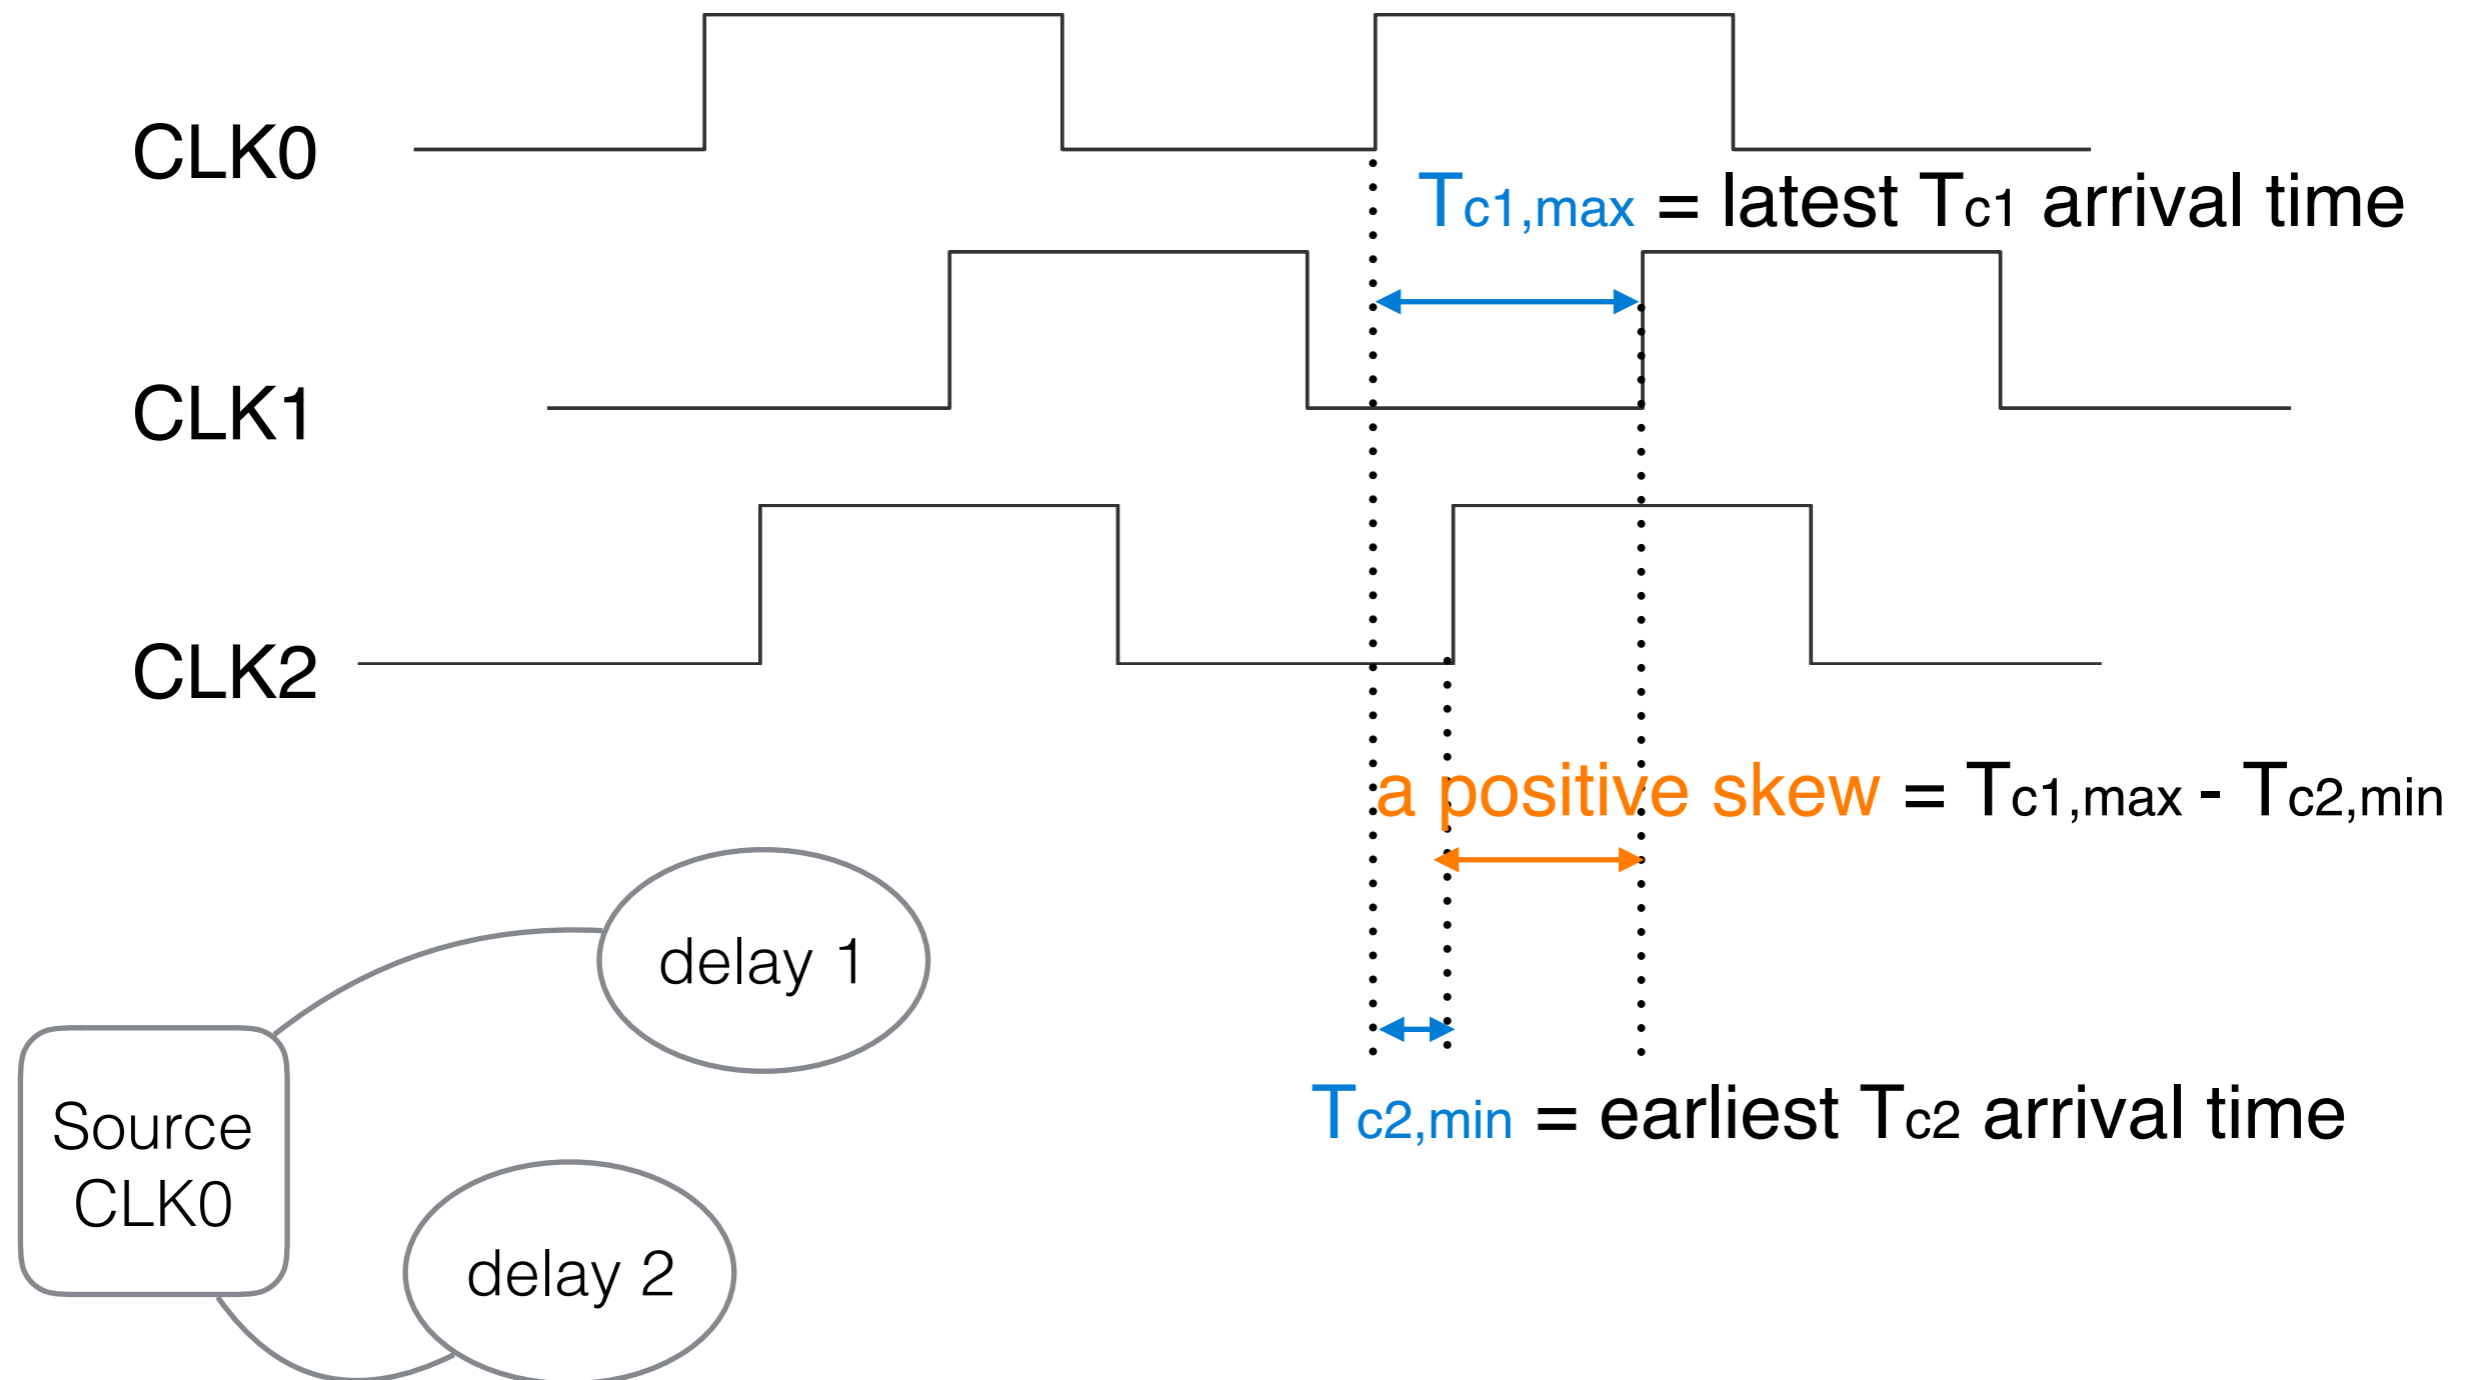 CLK0
Tc1,max = latest Tc1 arrival time
CLK1
CLK2
a positive skew = Tc1,max - Tc2,min
delay 1
Source
CLK0
Tc2,min = earliest Tc2 arrival time
delay 2